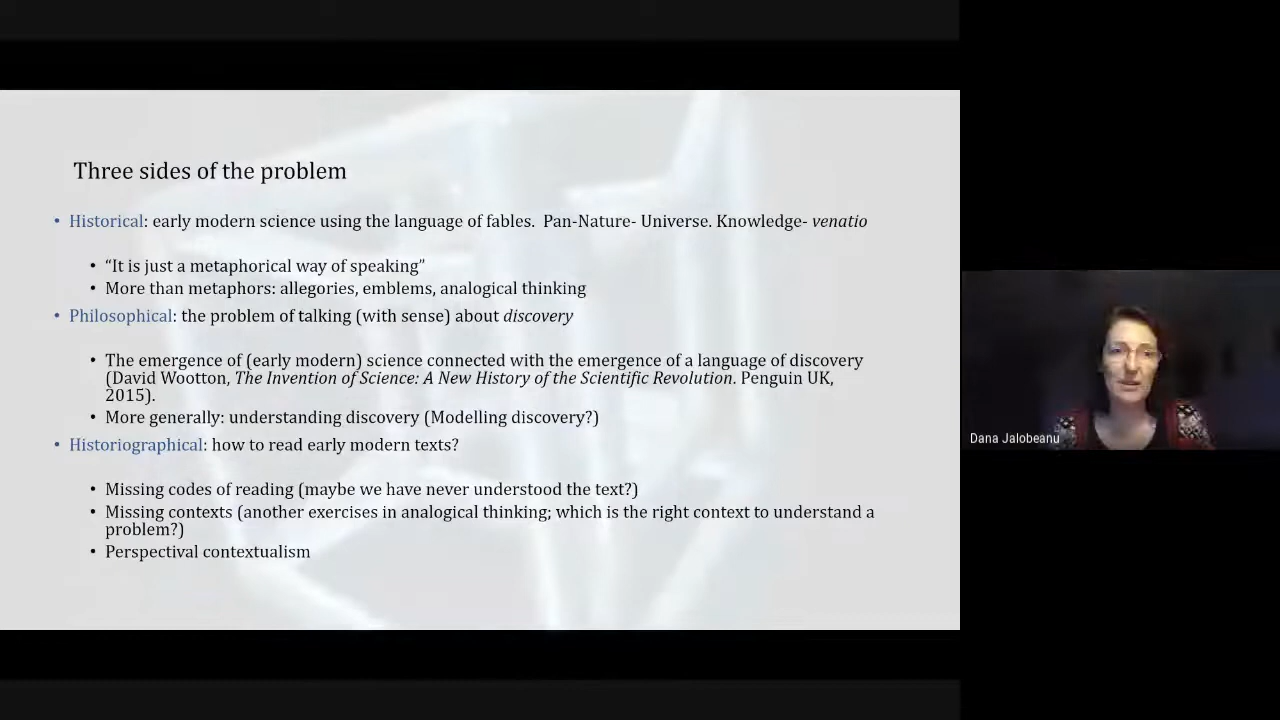 Three sides of the problem
• Historical: early modern science using the language of fables.  Pan-Nature- Universe. Knowledge- venatio
• “It is just a metaphorical way of speaking”
• More than metaphors: allegories, emblems, analogical thinking
• Philosophical: the problem of talking (with sense) about discovery
• The emergence of (early modern) science connected with the emergence of a language of discovery
(David Wootton, The Invention of Science: A New History of the Scientific Revolution. Penguin UK,
2015).
• More generally: understanding discovery (Modelling discovery?)
• Historiographical: how to read early modern texts?
• Missing codes of reading (maybe we have never understood the text?)
• Missing contexts (another exercises in analogical thinking; which is the right context to understand a
problem?)
• Perspectival contextualism
Dana Jalobeanu